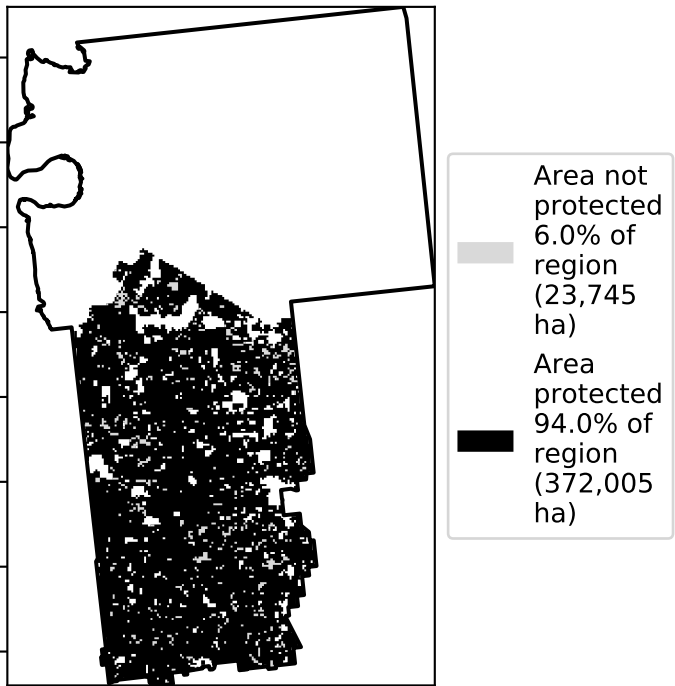 Area not
protected
6.0% of
region
(23,745
ha)
Area
protected
94.0% of
region
(372,005
ha)